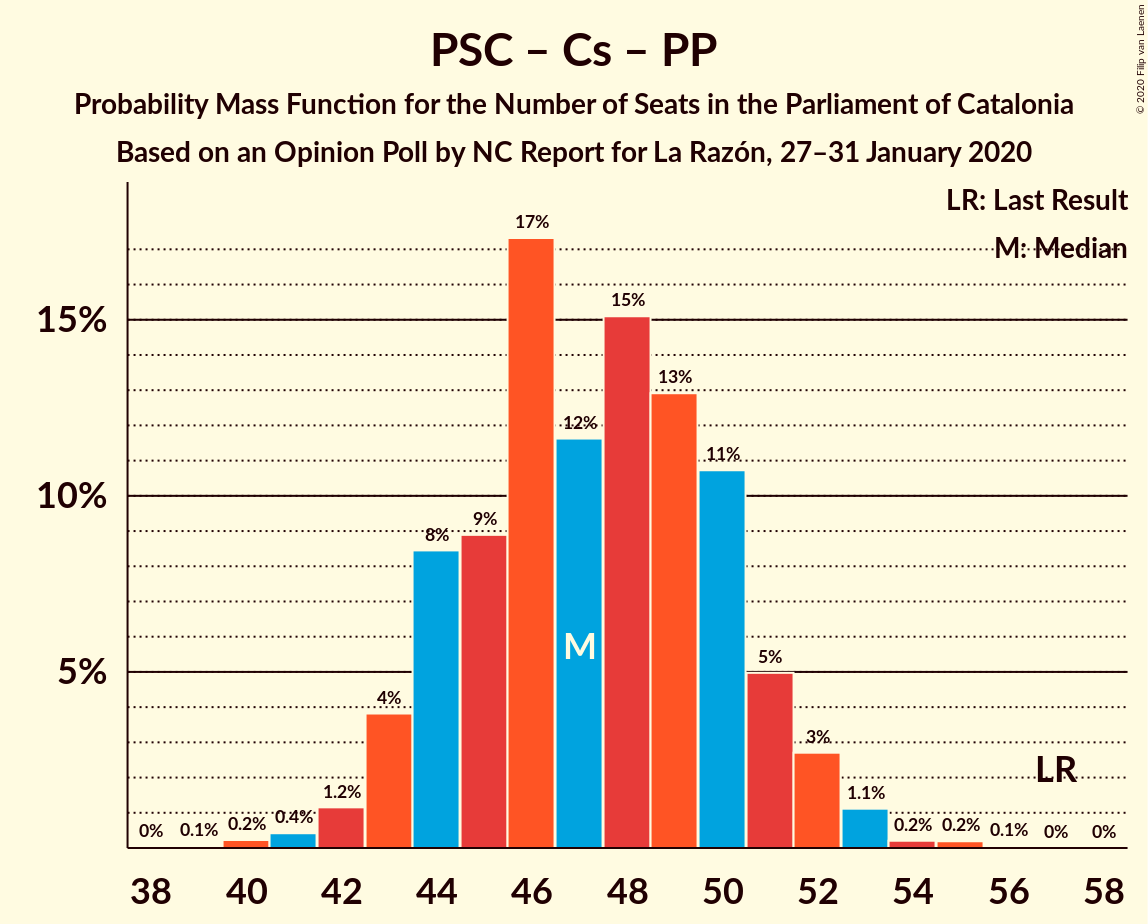 PSC – Cs – PP
Probability Mass Function for the Number of Seats in the Parliament of Catalonia
Based on an Opinion Poll by NC Report for La Razón, 27–31 January 2020
© 2020 Filip van Laenen
LR: Last Result
M: Median
17%
15%
15%
13%
12%
11%
10%
9%
8%
5%
5%
4%
3%
M
LR
1.2%
1.1%
0% 0.1% 0.2% 0.4%
0.2% 0.2% 0.1% 0% 0%
38 40 42 44 46 48 50 52 54 56 58